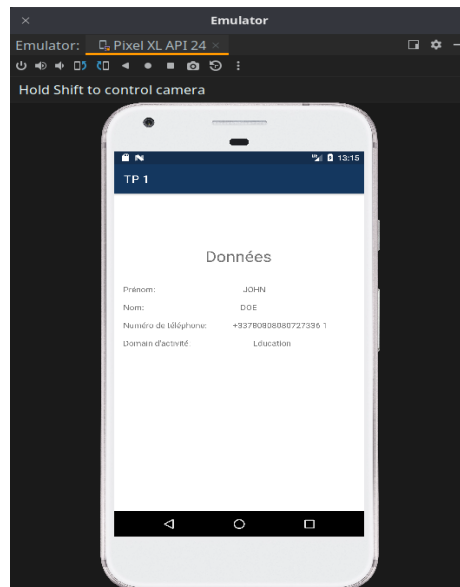 Emulator
Emulator: Pixel XL API 24
Hold Shift to control camera
13:15
TP 1
Données
Prénom: JOHN
Nom: DOE
Numéro de téléphone: +33780808080727336 1
Domain d'activité Education